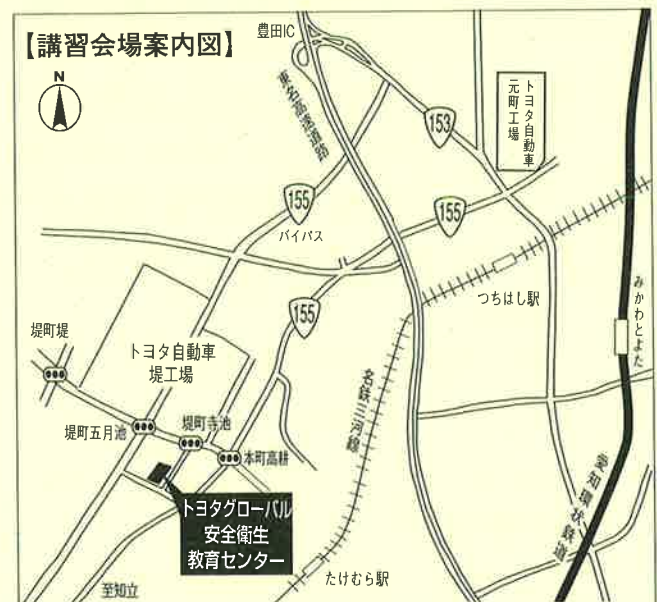 【講習会場案内図】
豊田IC
N
東名高速道路
153
トヨタ自動車
元町工場
155
バイパス
155
155
つちはし駅
みかわとよた
堤町堤
トヨタ自動車
堤工場
名鉄三河線
堤町五月池
堤町寺池
本町高耕
愛知環状鉄道
トヨタグローバル
安全衛生
教育センター
たけむら駅
至知立